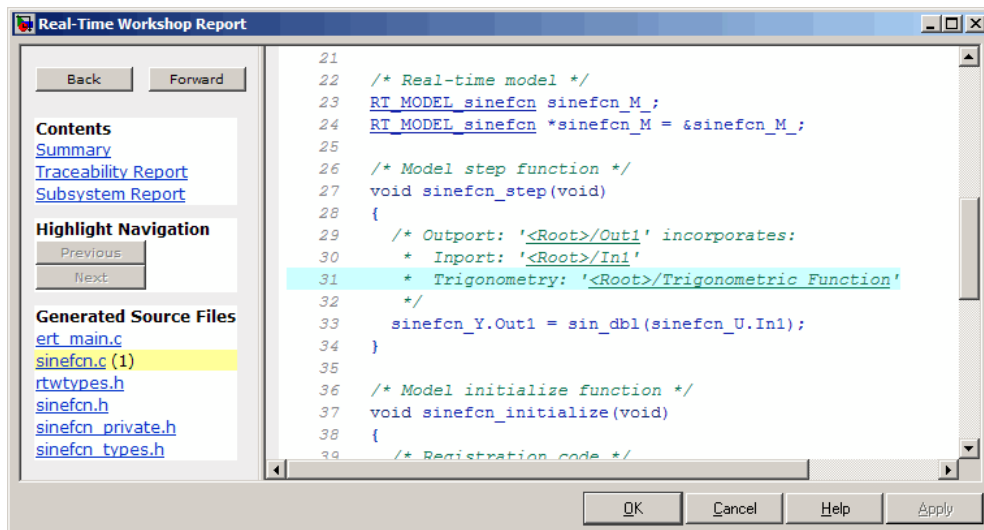 Real-Time Workshop Report
Back Forward
Contents
Summary
Traceability Report
Subsystem Report
Highlight Navigation
Previous
Next
Generated Source Files
ert_main.c
sinefcn.c (1)
rtwtypes.h
sinefcn.h
sinefcn_private.h
sinefcn_types.h
21
22 /* Real-time model */
23 RT_MODEL_sinefcn sinefcn_M_;
24 RT_MODEL_sinefcn *sinefcn_M = &sinefcn_M_;
25
26 /* Model step function */
27 void sinefcn_step(void)
28 {
29 /* Outport: '<Root>/Out1' incorporates:
30 * Inport: '<Root>/In1'
31 * Trigonometry: '<Root>/Trigonometric Function'
32 */
33 sinefcn_Y.Out1 = sin_dbl(sinefcn_U.In1);
34 }
35
36 /* Model initialize function */
37 void sinefcn_initialize(void)
38 {
39 /* Registration code */
OK Cancel Help Apply